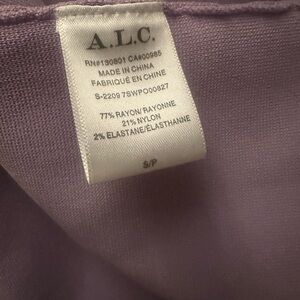 A.L.C.
RN#130801 CA#00985
MADE IN CHINA
FABRIQUÉ EN CHINE
S-2209 7SWPO00827
77% RAYON/RAYONNE
21% NYLON
2% ELASTANE/ÉLASTHANNE
S/P